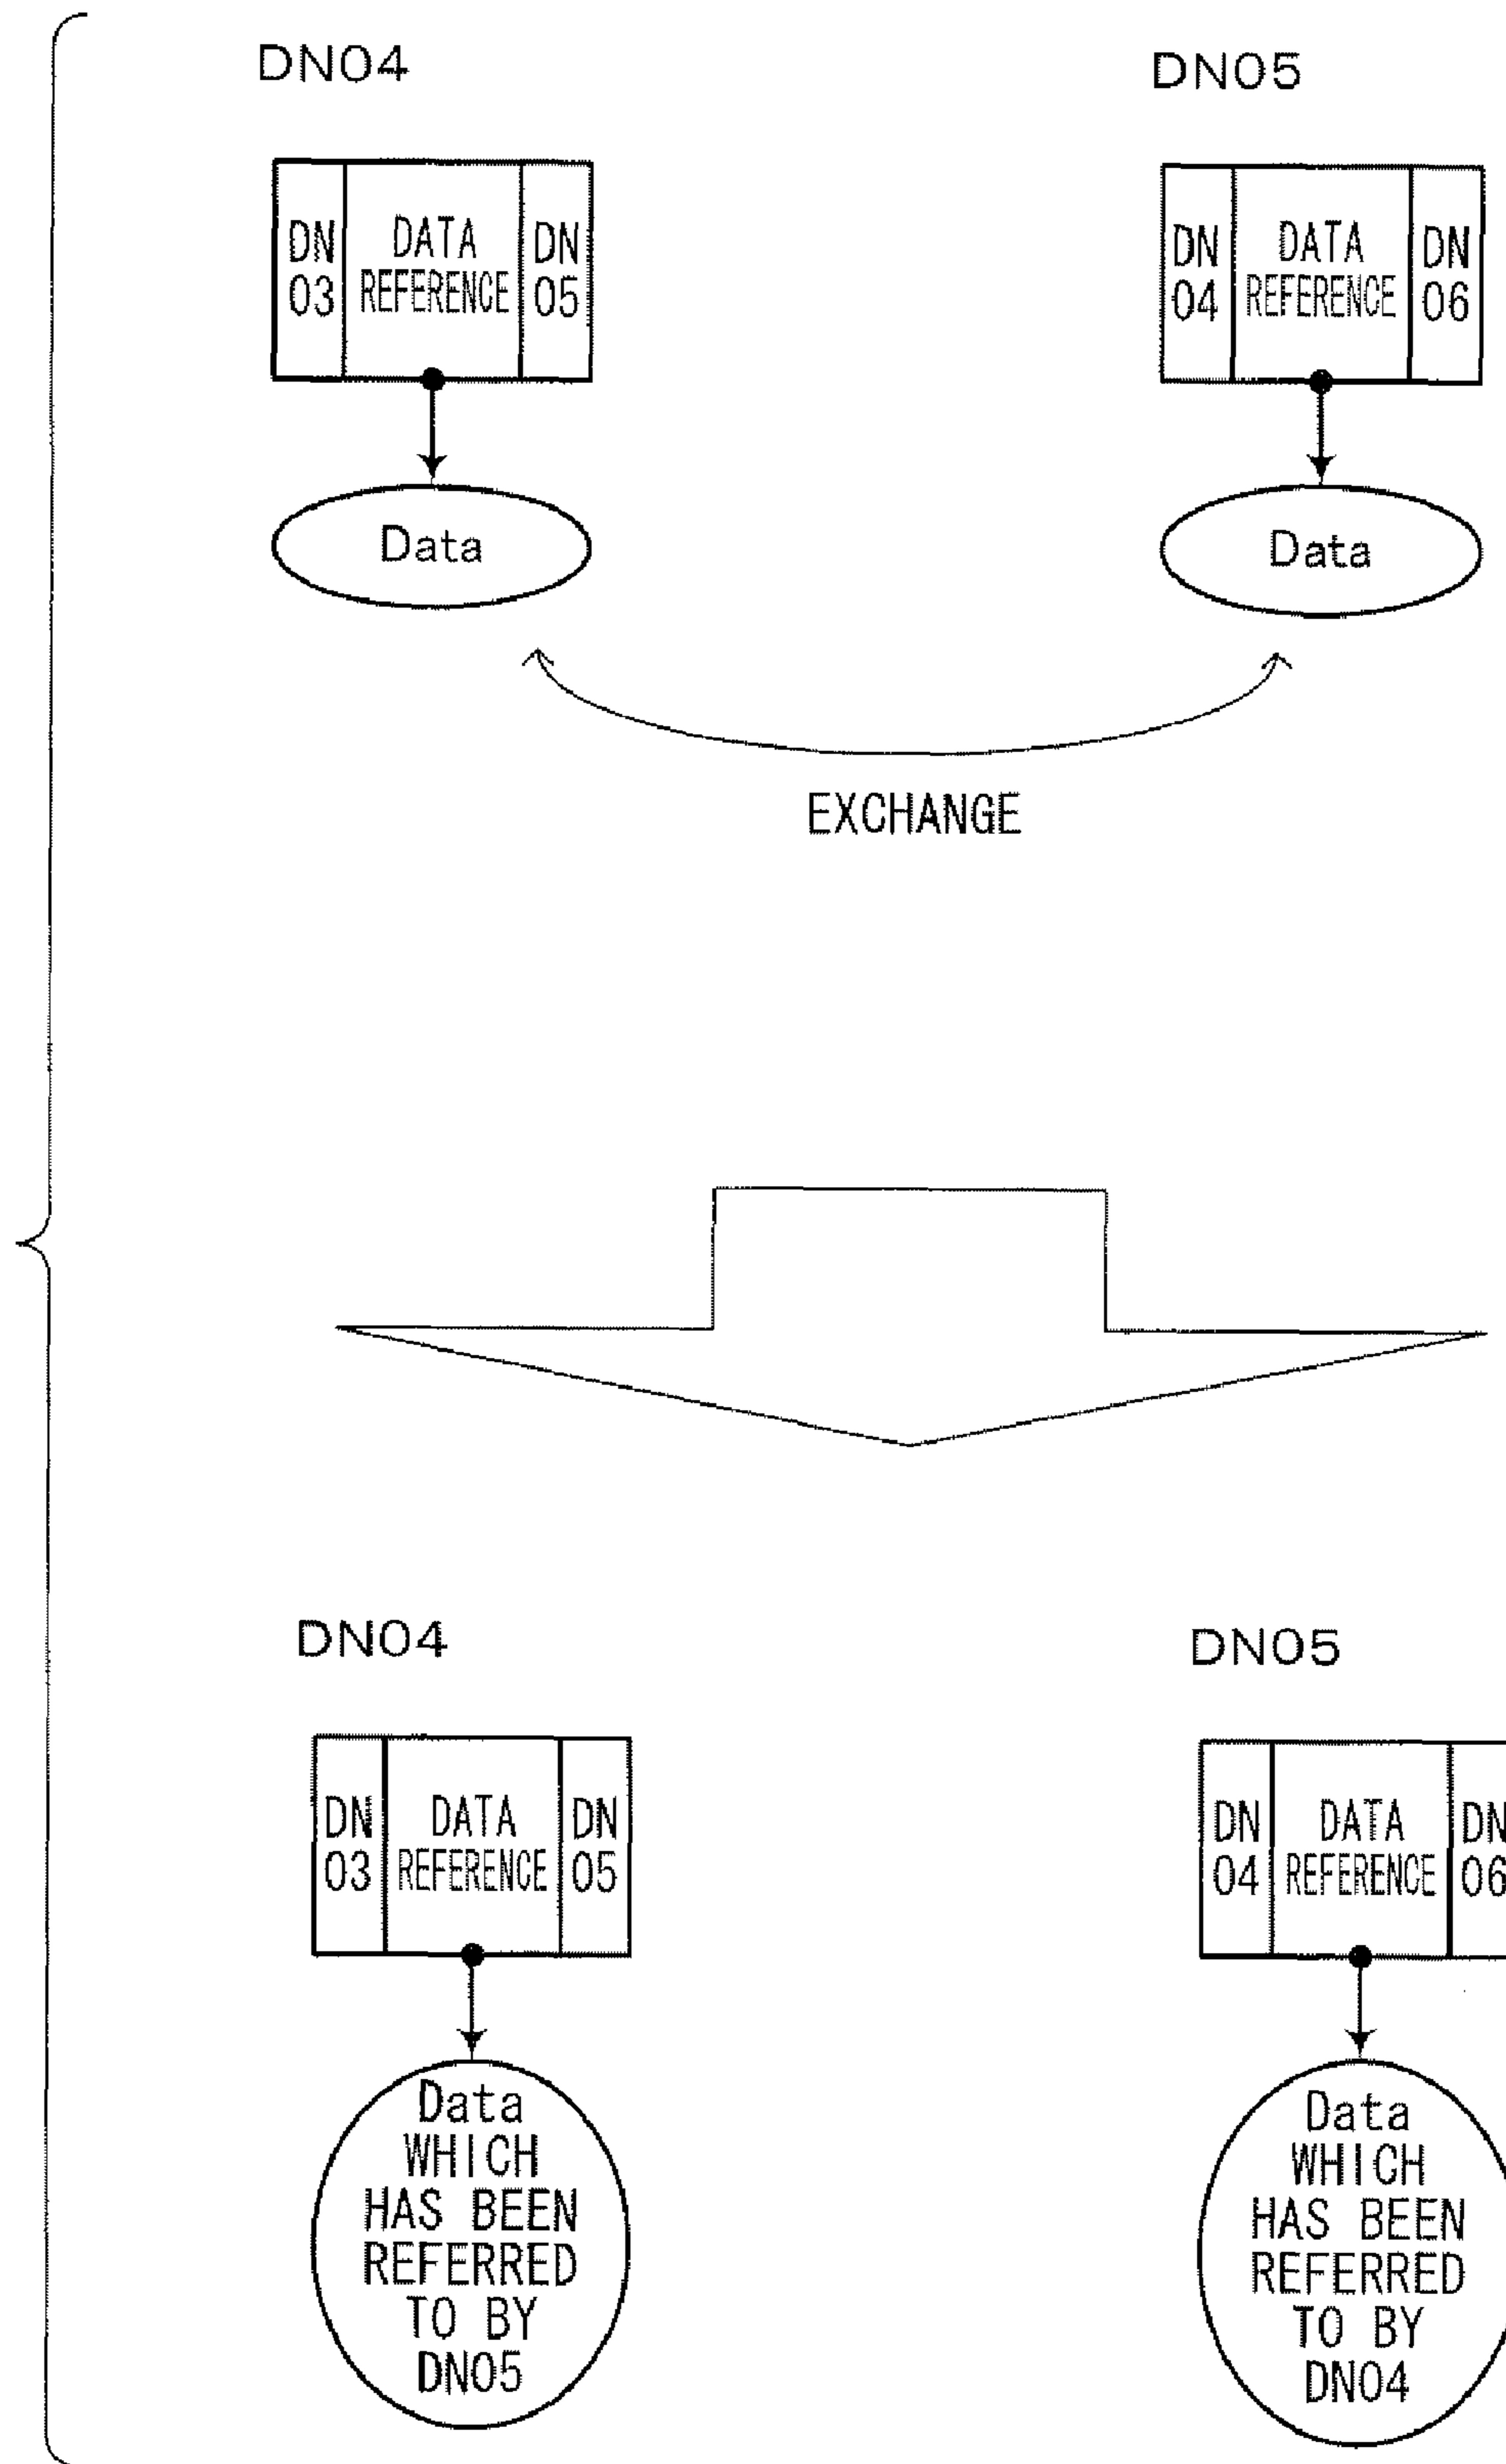 DN04
DN05
DN
03
DATA
REFERENCE
DN
05
DN
04
DATA
REFERENCE
DN
06
Data
Data
EXCHANGE
DN04
DN05
DN
03
DATA
REFERENCE
DN
05
DN
04
DATA
REFERENCE
DN
06
Data
WHICH
HAS BEEN
REFERRED
TO BY
DN05
Data
WHICH
HAS BEEN
REFERRED
TO BY
DN04